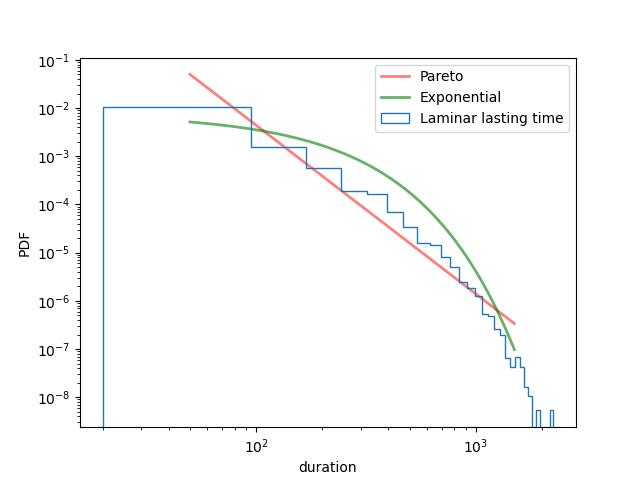 Pareto
Exponential
Laminar lasting time
PDF
10⁻¹
10⁻²
10⁻³
10⁻⁴
10⁻⁵
10⁻⁶
10⁻⁷
10⁻⁸
10²
10³
duration